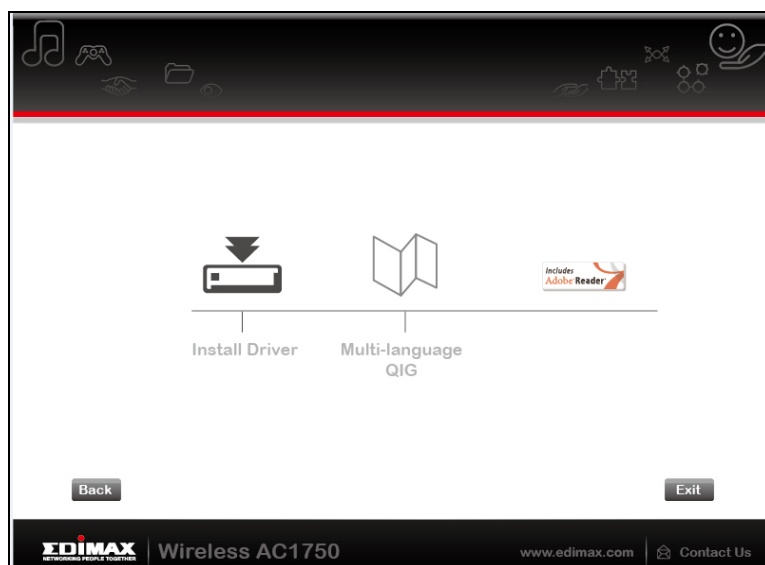 Includes
Adobe Reader
Install Driver
Multi-language
QIG
Back
Exit
EDIMAX
NETWORKING PEOPLE TOGETHER
Wireless AC1750
www.edimax.com
Contact Us